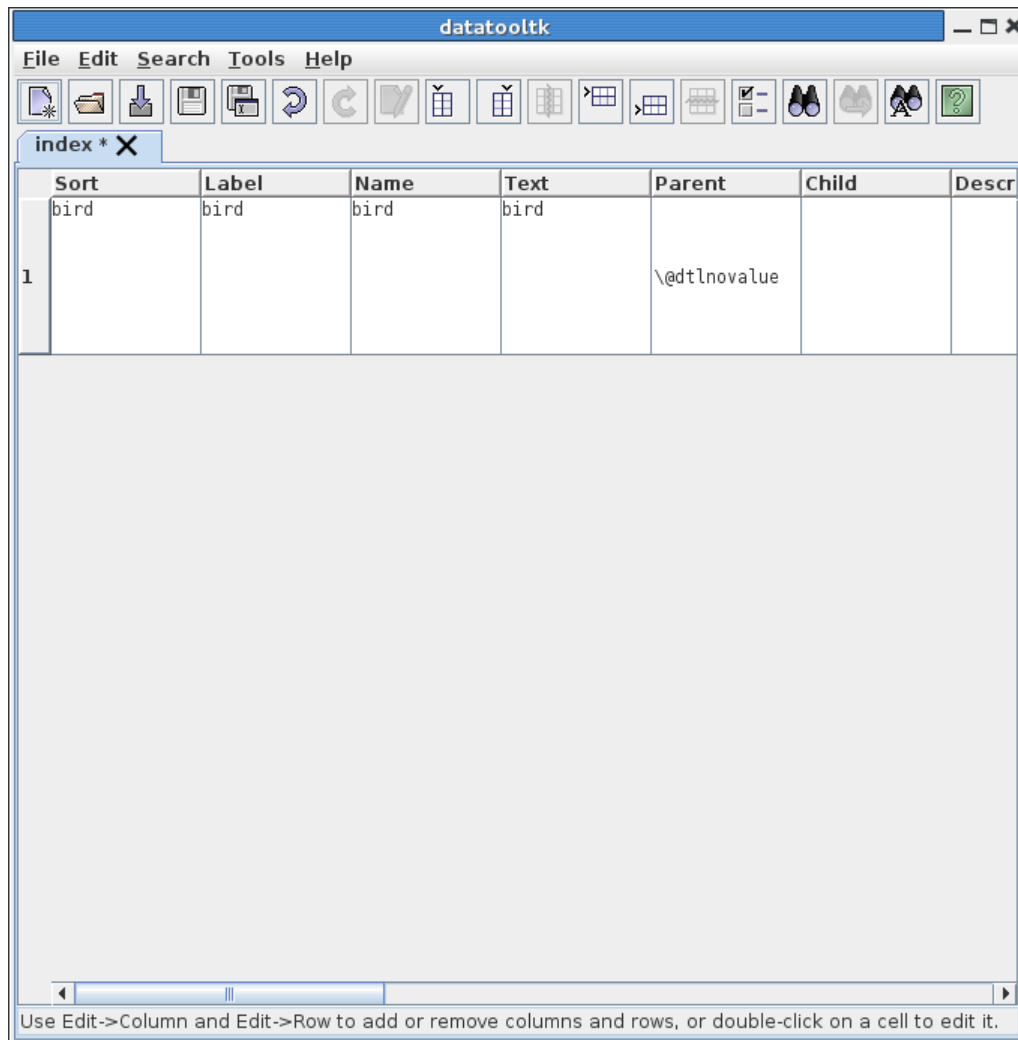 datatooltk
File Edit Search Tools Help
index *
Sort Label Name Text Parent Child Descr
bird bird bird bird
1 \@dtlnovalue
Use Edit->Column and Edit->Row to add or remove columns and rows, or double-click on a cell to edit it.